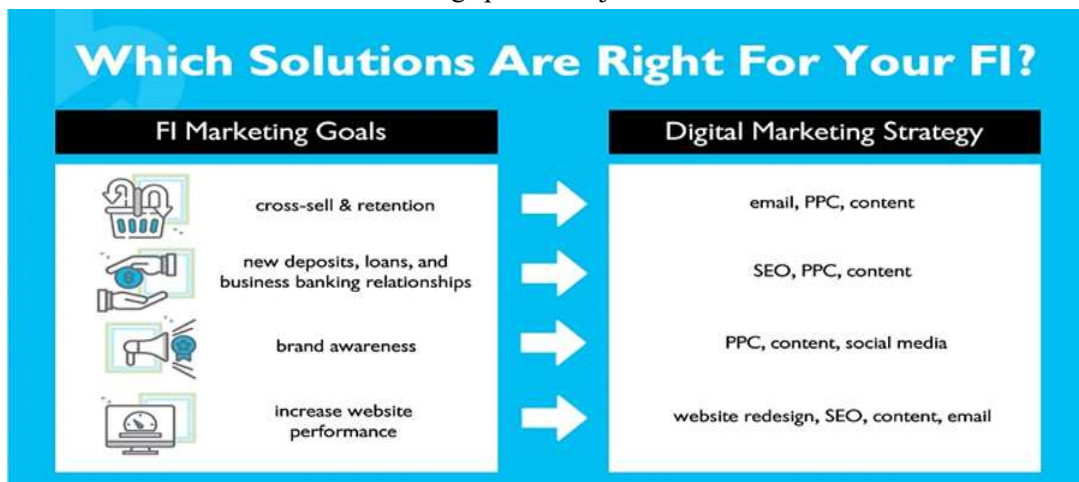 Which Solutions Are Right For Your FI?
FI Marketing Goals
Digital Marketing Strategy
cross-sell & retention
email, PPC, content
new deposits, loans, and
business banking relationships
SEO, PPC, content
brand awareness
PPC, content, social media
increase website
performance
website redesign, SEO, content, email